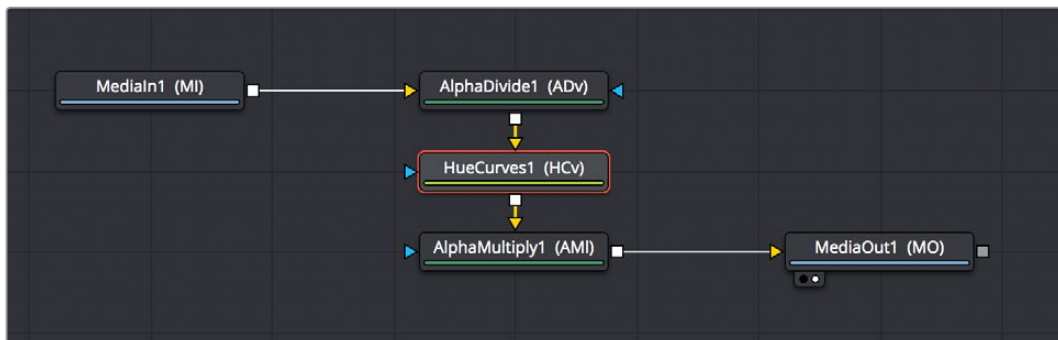 MediaIn1 (MI)
AlphaDivide1 (ADv)
HueCurves1 (HCv)
AlphaMultiply1 (AMl)
MediaOut1 (MO)